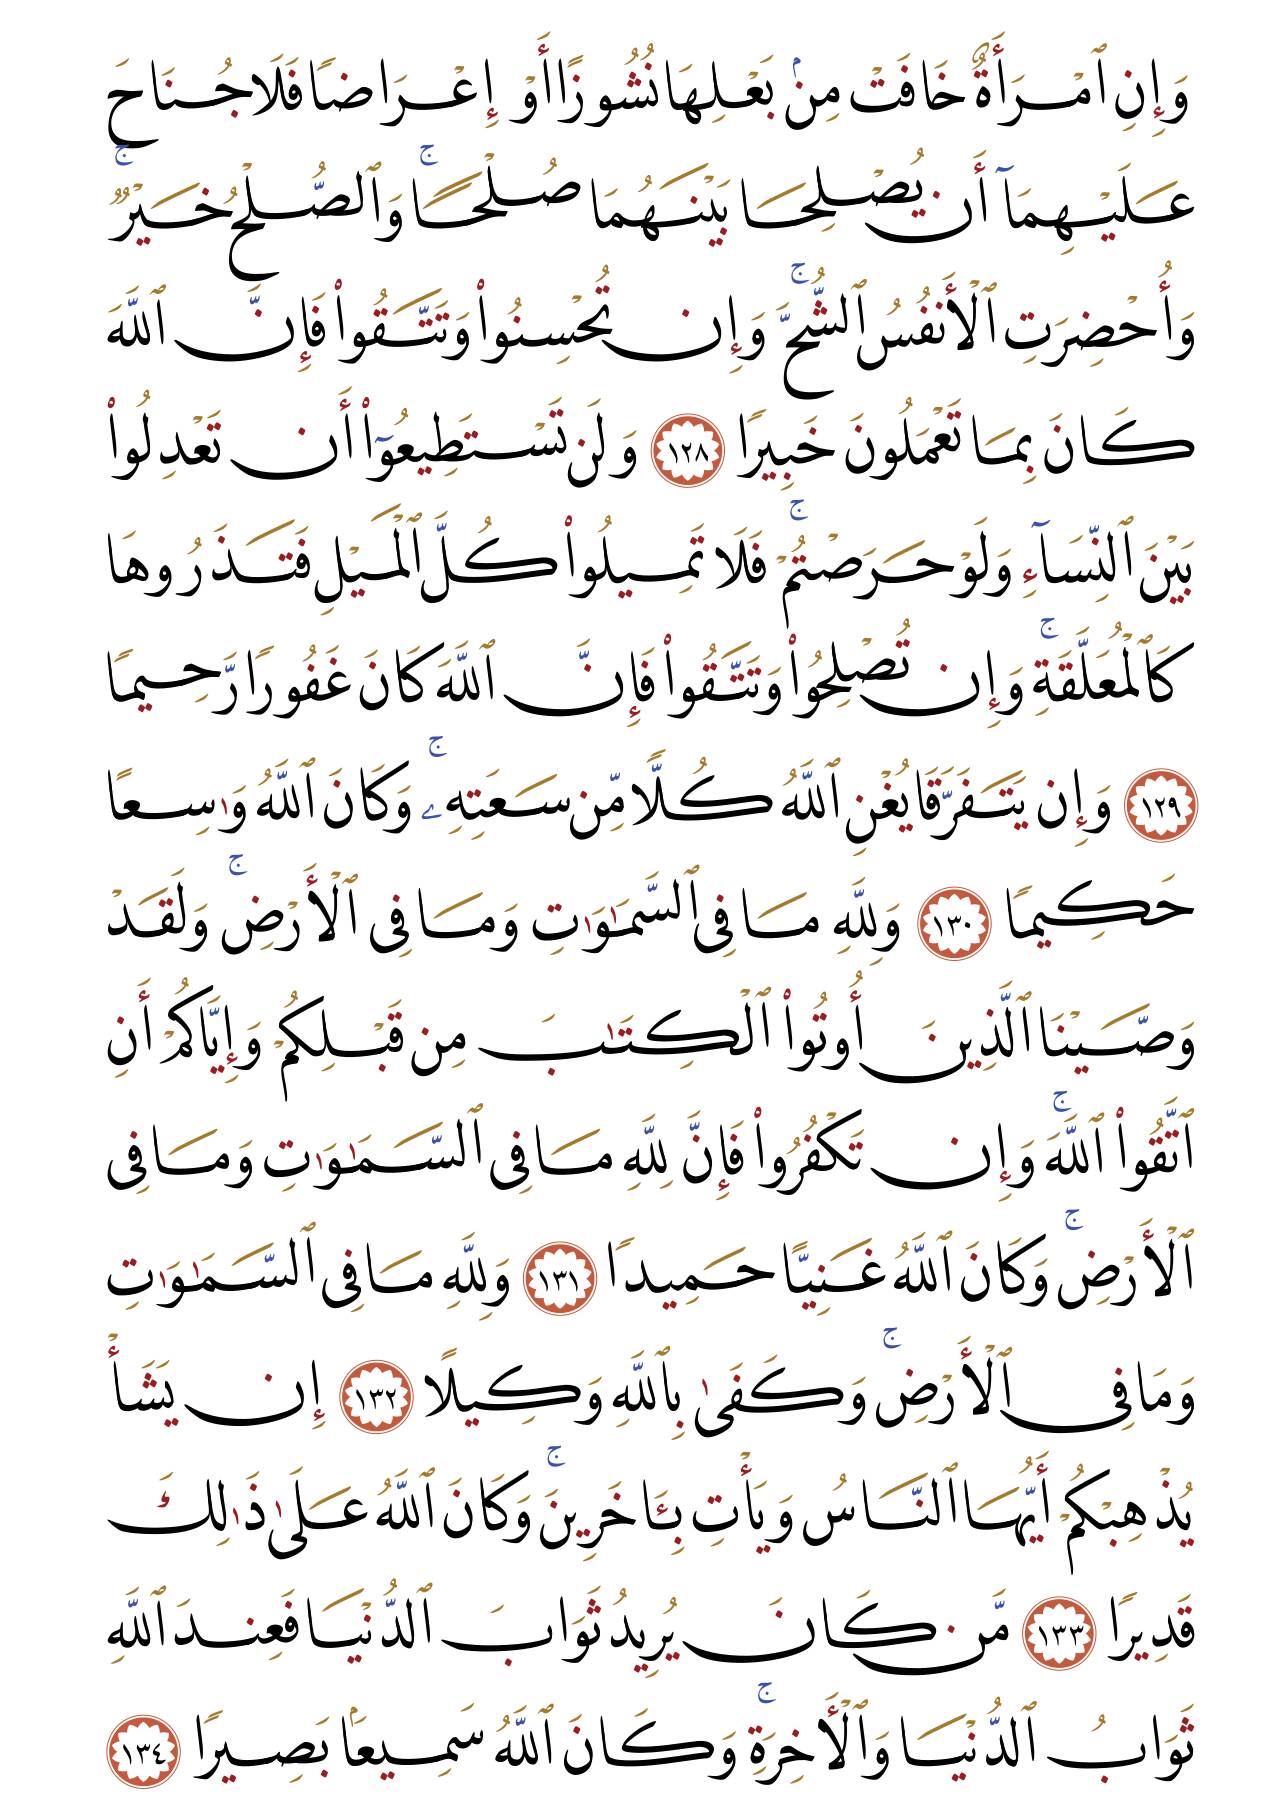 وَإِنِ ٱمْرَأَةٌ خَافَتْ مِنۢ بَعْلِهَا نُشُوزًا أَوْ إِعْرَاضًا فَلَا جُنَاحَ
عَلَيْهِمَآ أَن يُصْلِحَا بَيْنَهُمَا صُلْحًا ۚ وَٱلصُّلْحُ خَيْرٌ ۗ
وَأُحْضِرَتِ ٱلْأَنفُسُ ٱلشُّحَّ ۚ وَإِن تُحْسِنُوا۟ وَتَتَّقُوا۟ فَإِنَّ ٱللَّهَ
كَانَ بِمَا تَعْمَلُونَ خَبِيرًا ١٢٨ وَلَن تَسْتَطِيعُوٓا۟ أَن تَعْدِلُوا۟
بَيْنَ ٱلنِّسَآءِ وَلَوْ حَرَصْتُمْ ۚ فَلَا تَمِيلُوا۟ كُلَّ ٱلْمَيْلِ فَتَذَرُوهَا
كَٱلْمُعَلَّقَةِ ۚ وَإِن تُصْلِحُوا۟ وَتَتَّقُوا۟ فَإِنَّ ٱللَّهَ كَانَ غَفُورًا رَّحِيمًا
١٢٩ وَإِن يَتَفَرَّقَا يُغْنِ ٱللَّهُ كُلًّا مِّن سَعَتِهِۦ ۚ وَكَانَ ٱللَّهُ وَٰسِعًا
حَكِيمًا ١٣٠ وَلِلَّهِ مَا فِى ٱلسَّمَٰوَٰتِ وَمَا فِى ٱلْأَرْضِ ۚ وَلَقَدْ
وَصَّيْنَا ٱلَّذِينَ أُوتُوا۟ ٱلْكِتَٰبَ مِن قَبْلِكُمْ وَإِيَّاكُمْ أَنِ
ٱتَّقُوا۟ ٱللَّهَ ۚ وَإِن تَكْفُرُوا۟ فَإِنَّ لِلَّهِ مَا فِى ٱلسَّمَٰوَٰتِ وَمَا فِى
ٱلْأَرْضِ ۚ وَكَانَ ٱللَّهُ غَنِيًّا حَمِيدًا ١٣١ وَلِلَّهِ مَا فِى ٱلسَّمَٰوَٰتِ
وَمَا فِى ٱلْأَرْضِ ۚ وَكَفَىٰ بِٱللَّهِ وَكِيلًا ١٣٢ إِن يَشَأْ
يُذْهِبْكُمْ أَيُّهَا ٱلنَّاسُ وَيَأْتِ بِـَٔاخَرِينَ ۚ وَكَانَ ٱللَّهُ عَلَىٰ ذَٰلِكَ
قَدِيرًا ١٣٣ مَّن كَانَ يُرِيدُ ثَوَابَ ٱلدُّنْيَا فَعِندَ ٱللَّهِ
ثَوَابُ ٱلدُّنْيَا وَٱلْأَخِرَةِ ۚ وَكَانَ ٱللَّهُ سَمِيعًۢا بَصِيرًا ١٣٤